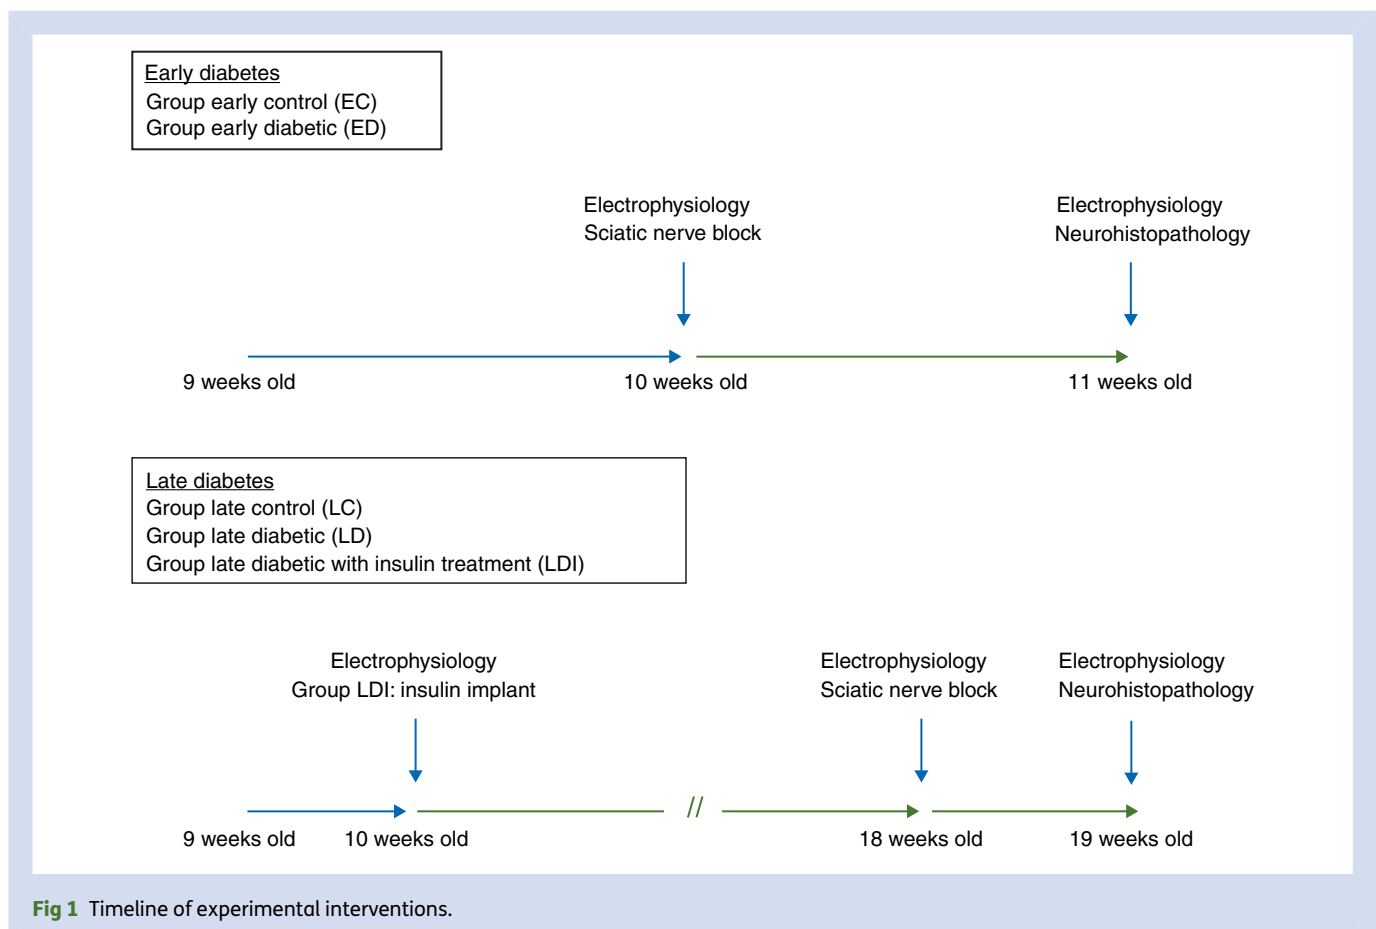 Early diabetes
Group early control (EC)
Group early diabetic (ED)
Electrophysiology
Sciatic nerve block
Electrophysiology
Neurohistopathology
9 weeks old
10 weeks old
11 weeks old
Late diabetes
Group late control (LC)
Group late diabetic (LD)
Group late diabetic with insulin treatment (LDI)
Electrophysiology
Group LDI: insulin implant
Electrophysiology
Sciatic nerve block
Electrophysiology
Neurohistopathology
//
9 weeks old
10 weeks old
18 weeks old
19 weeks old
Fig 1 Timeline of experimental interventions.